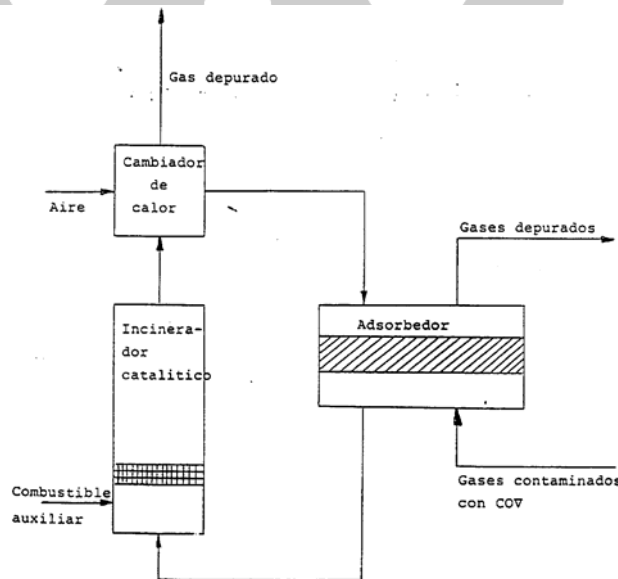 Gas depurado
Cambiador
de
calor
Aire
Gases depurados
Adsorbedor
Incinera-
dor
catalitico
Combustible
auxiliar
Gases contaminados
con COV